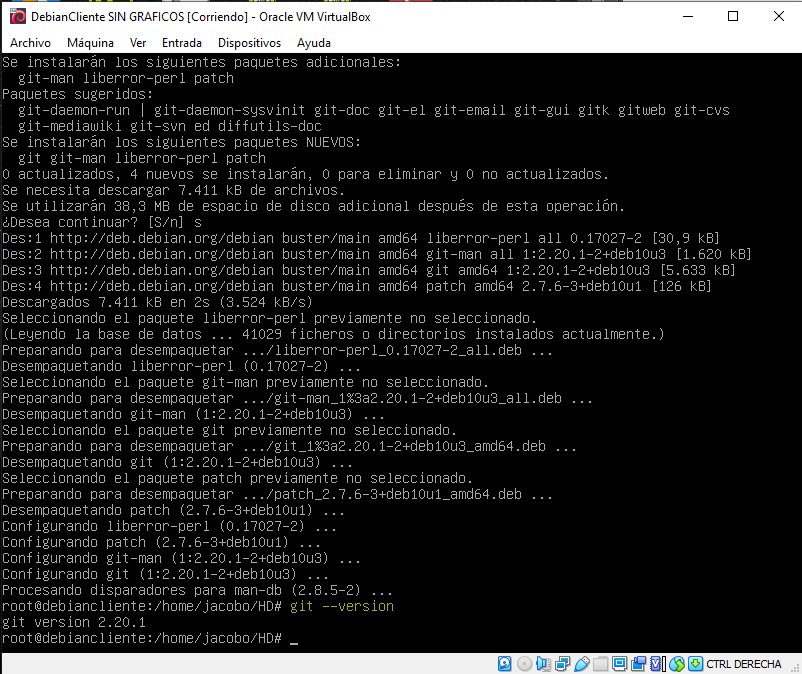 DebianCliente SIN GRAFICOS [Corriendo] - Oracle VM VirtualBox
Archivo Máquina Ver Entrada Dispositivos Ayuda
Se instalarán los siguientes paquetes adicionales:
  git-man liberror-perl patch
Paquetes sugeridos:
  git-daemon-run | git-daemon-sysvinit git-doc git-el git-email git-gui gitk gitweb git-cvs
  git-mediawiki git-svn ed diffutils-doc
Se instalarán los siguientes paquetes NUEVOS:
  git git-man liberror-perl patch
0 actualizados, 4 nuevos se instalarán, 0 para eliminar y 0 no actualizados.
Se necesita descargar 7.411 kB de archivos.
Se utilizarán 38,3 MB de espacio de disco adicional después de esta operación.
¿Desea continuar? [S/n] s
Des:1 http://deb.debian.org/debian buster/main amd64 liberror-perl all 0.17027-2 [30,9 kB]
Des:2 http://deb.debian.org/debian buster/main amd64 git-man all 1:2.20.1-2+deb10u3 [1.620 kB]
Des:3 http://deb.debian.org/debian buster/main amd64 git amd64 1:2.20.1-2+deb10u3 [5.633 kB]
Des:4 http://deb.debian.org/debian buster/main amd64 patch amd64 2.7.6-3+deb10u1 [126 kB]
Descargados 7.411 kB en 2s (3.524 kB/s)
Seleccionando el paquete liberror-perl previamente no seleccionado.
(Leyendo la base de datos ... 41029 ficheros o directorios instalados actualmente.)
Preparando para desempaquetar .../liberror-perl_0.17027-2_all.deb ...
Desempaquetando liberror-perl (0.17027-2) ...
Seleccionando el paquete git-man previamente no seleccionado.
Preparando para desempaquetar .../git-man_1%3a2.20.1-2+deb10u3_all.deb ...
Desempaquetando git-man (1:2.20.1-2+deb10u3) ...
Seleccionando el paquete git previamente no seleccionado.
Preparando para desempaquetar .../git_1%3a2.20.1-2+deb10u3_amd64.deb ...
Desempaquetando git (1:2.20.1-2+deb10u3) ...
Seleccionando el paquete patch previamente no seleccionado.
Preparando para desempaquetar .../patch_2.7.6-3+deb10u1_amd64.deb ...
Desempaquetando patch (2.7.6-3+deb10u1) ...
Configurando liberror-perl (0.17027-2) ...
Configurando patch (2.7.6-3+deb10u1) ...
Configurando git-man (1:2.20.1-2+deb10u3) ...
Configurando git (1:2.20.1-2+deb10u3) ...
Procesando disparadores para man-db (2.8.5-2) ...
root@debiancliente:/home/jacobo/HD# git --version
git version 2.20.1
root@debiancliente:/home/jacobo/HD# _
CTRL DERECHA